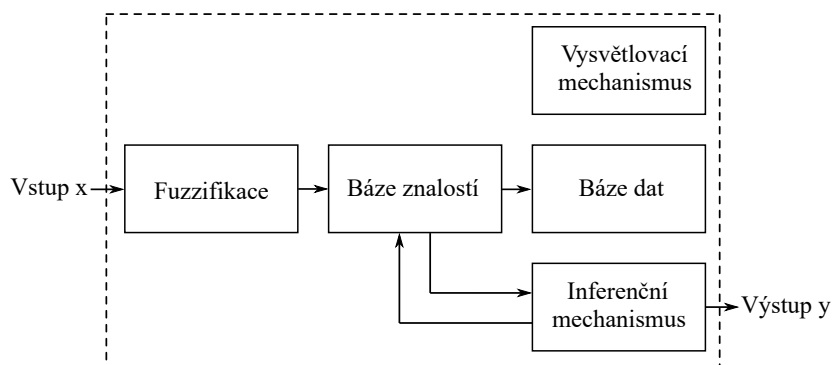 Vysvětlovací
mechanismus
Vstup x
Fuzzifikace
Báze znalostí
Báze dat
Inferenční
mechanismus
Výstup y